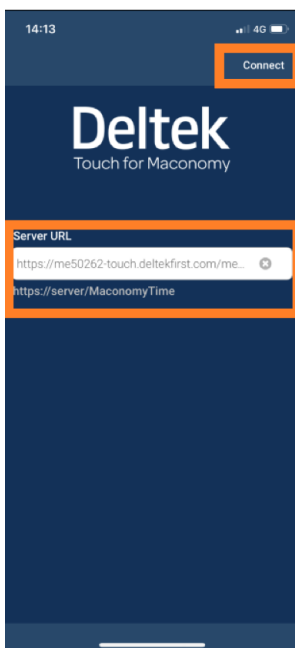 14:13
4G
Connect
Deltek
Touch for Maconomy
Server URL
https://me50262-touch.deltekfirst.com/me...
https://server/MaconomyTime